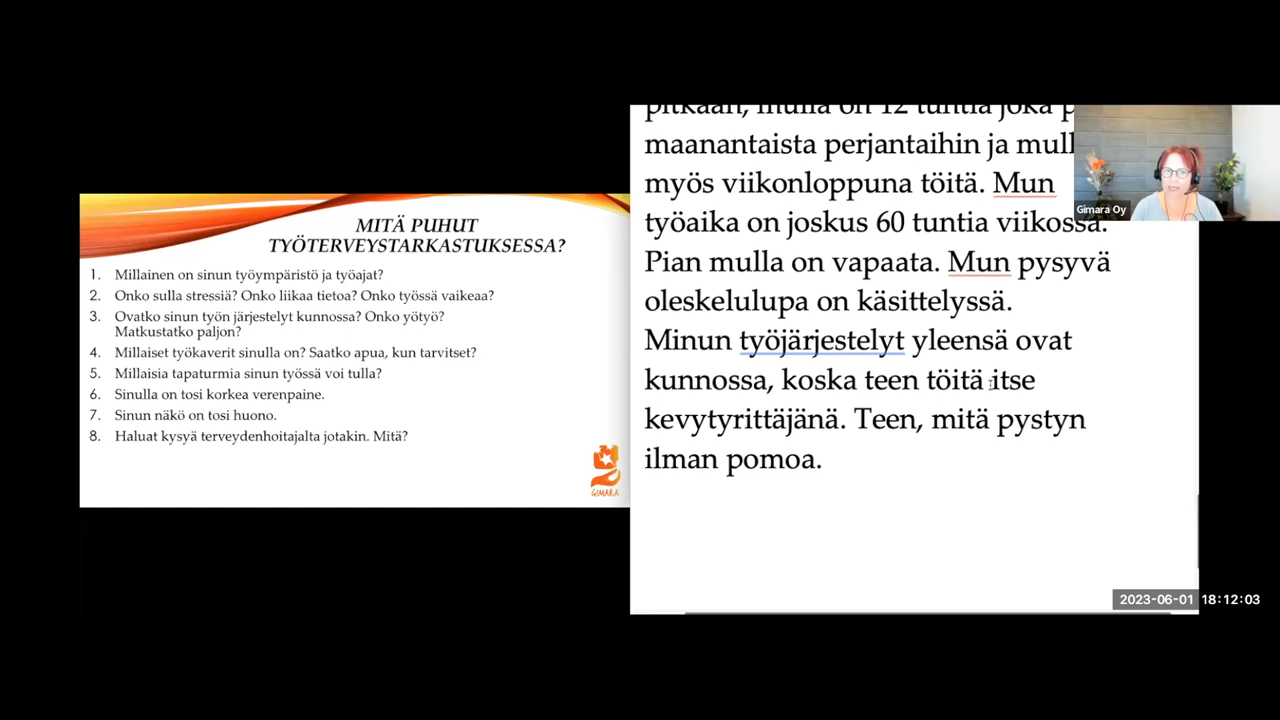 MITÄ PUHUT
TYÖTERVEYSTARKASTUKSESSA?
1. Millainen on sinun työympäristö ja työajat?
2. Onko sulla stressiä? Onko liikaa tietoa? Onko työssä vaikeaa?
3. Ovatko sinun työn järjestelyt kunnossa? Onko yötyö?
Matkustatko paljon?
4. Millaiset työkaverit sinulla on? Saatko apua, kun tarvitset?
5. Millaisia tapaturmia sinun työssä voi tulla?
6. Sinulla on tosi korkea verenpaine.
7. Sinun näkö on tosi huono.
8. Haluat kysyä terveydenhoitajalta jotakin. Mitä?
GIMARA
pitkään, mulla on 12 tuntia joka
maanantaista perjantaihin ja
myös viikonloppuna töitä. Mun
työaika on joskus 60 tuntia viikossa.
Pian mulla on vapaata. Mun pysyvä
oleskelulupa on käsittelyssä.
Minun työjärjestelyt yleensä ovat
kunnossa, koska teen töitä itse
kevytyrittäjänä. Teen, mitä pystyn
ilman pomoa.
Gimara Oy
2023-06-01 18:12:03